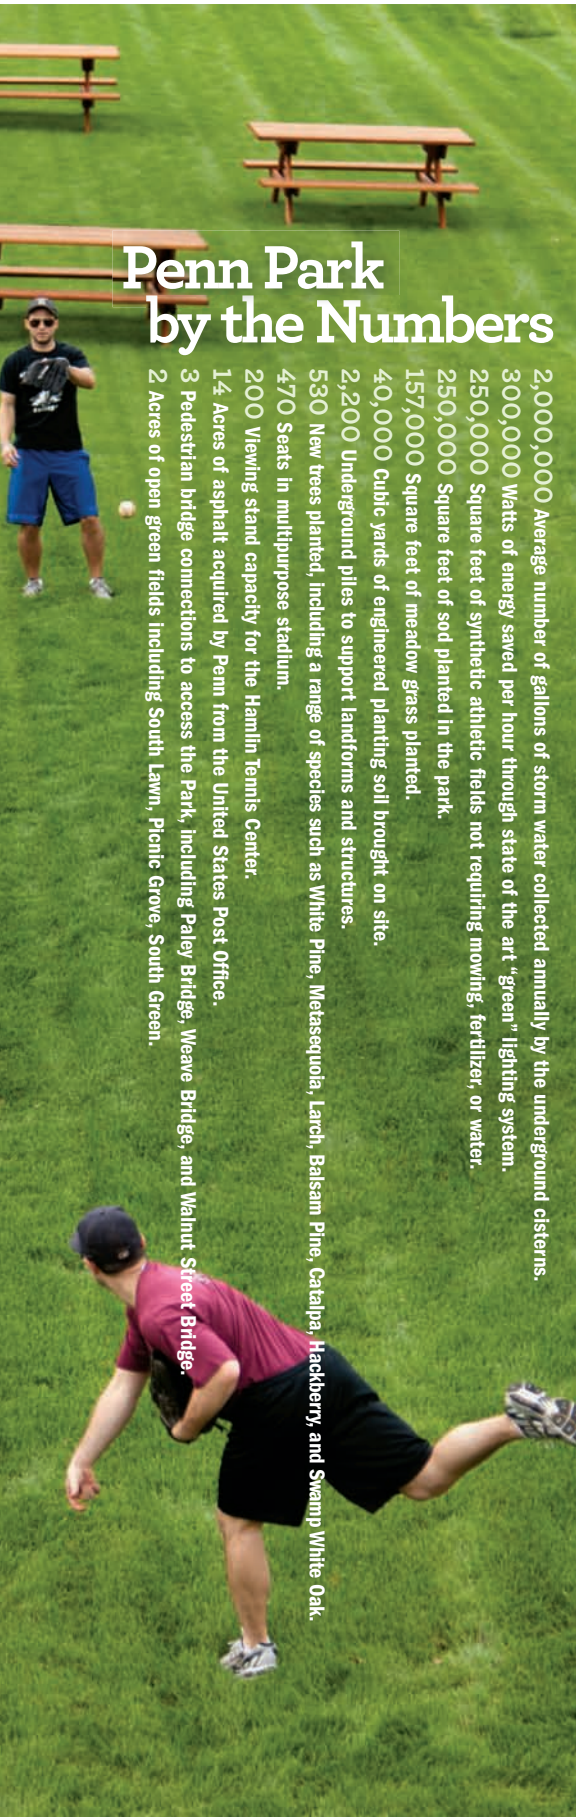 Penn Park
by the Numbers
2,000,000 Average number of gallons of storm water collected annually by the underground cisterns.
300,000 Watts of energy saved per hour through state of the art “green” lighting system.
250,000 Square feet of synthetic athletic fields not requiring mowing, fertilizer, or water.
250,000 Square feet of sod planted in the park.
157,000 Square feet of meadow grass planted.
40,000 Cubic yards of engineered planting soil brought on site.
2,200 Underground piles to support landforms and structures.
530 New trees planted, including a range of species such as White Pine, Metasequoia, Larch, Balsam Pine, Catalpa, Hackberry, and Swamp White Oak.
470 Seats in multipurpose stadium.
200 Viewing stand capacity for the Hamlin Tennis Center.
14 Acres of asphalt acquired by Penn from the United States Post Office.
3 Pedestrian bridge connections to access the Park, including Paley Bridge, Weave Bridge, and Walnut Street Bridge.
2 Acres of open green fields including South Lawn, Picnic Grove, South Green.